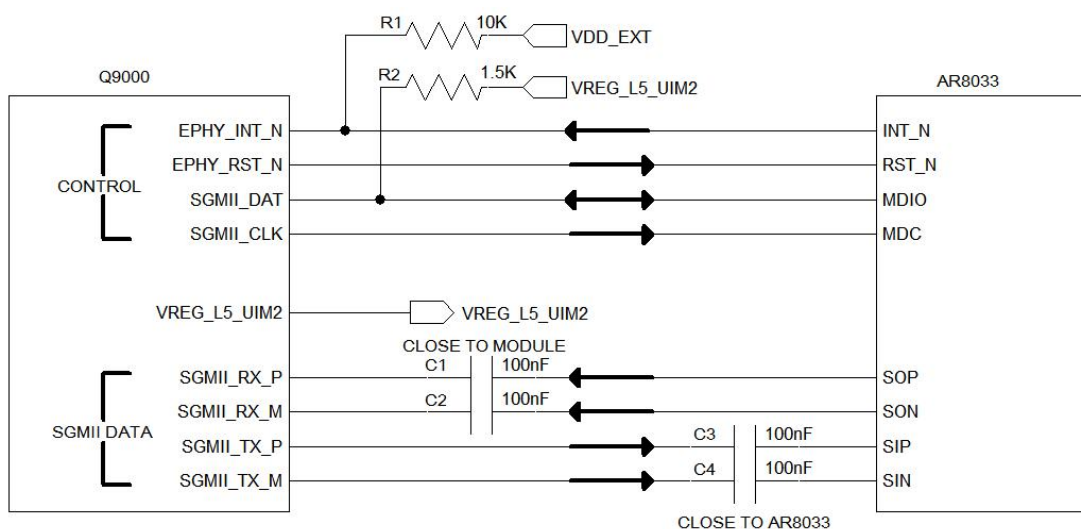 R1 10K VDD_EXT
Q9000 R2 1.5K VREG_L5_UIM2 AR8033
EPHY_INT_N INT_N
EPHY_RST_N RST_N
CONTROL
SGMII_DAT MDIO
SGMII_CLK MDC
VREG_L5_UIM2 VREG_L5_UIM2
CLOSE TO MODULE
SGMII_RX_P C1 100nF SOP
SGMII_RX_M C2 100nF SON
SGMII DATA
SGMII_TX_P C3 100nF SIP
SGMII_TX_M C4 100nF SIN
CLOSE TO AR8033